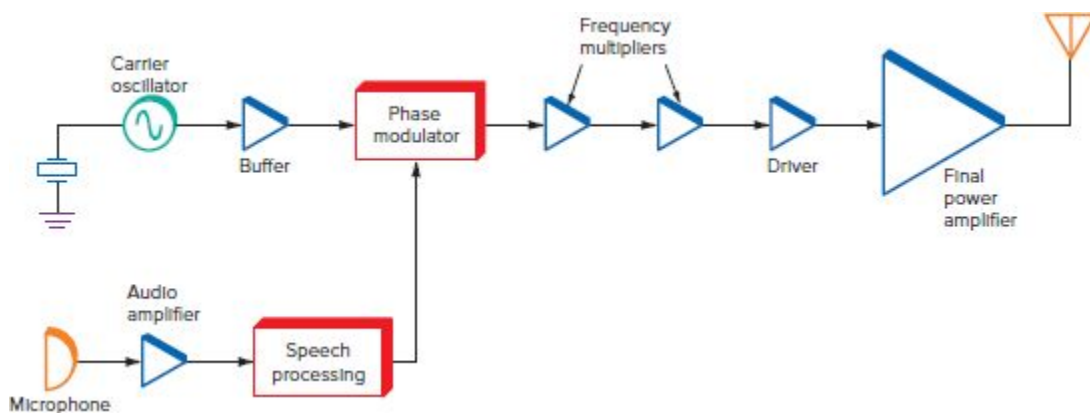 Frequency
multipliers
Carrier
oscillator
Phase
modulator
Buffer
Driver
Final
power
amplifier
Audio
amplifier
Speech
processing
Microphone